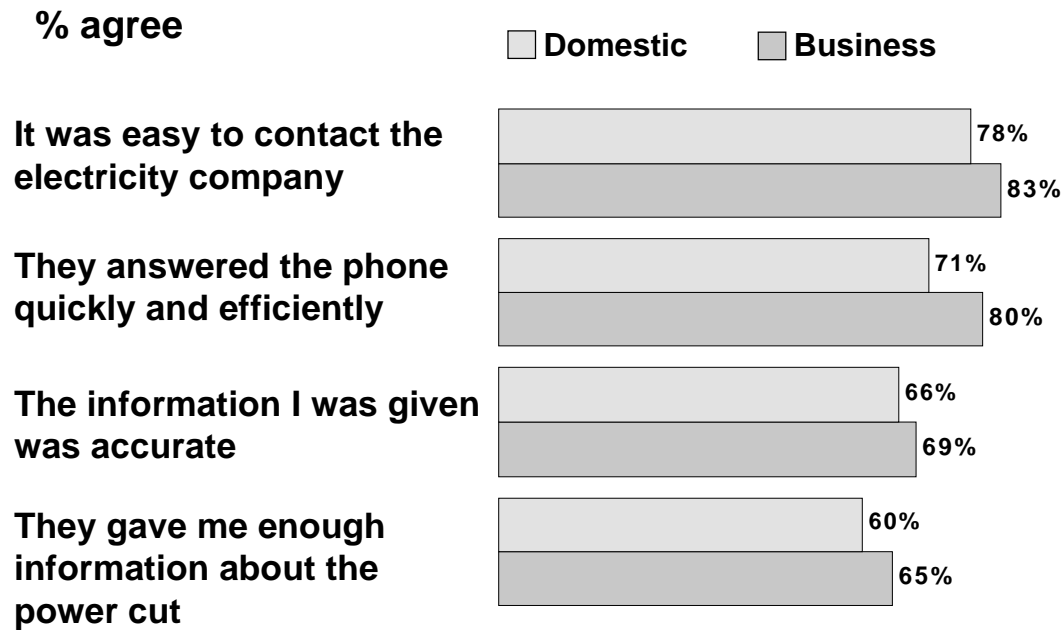 % agree
Domestic
Business
It was easy to contact the
electricity company
78%
83%
They answered the phone
quickly and efficiently
71%
80%
The information I was given
was accurate
66%
69%
They gave me enough
information about the
power cut
60%
65%